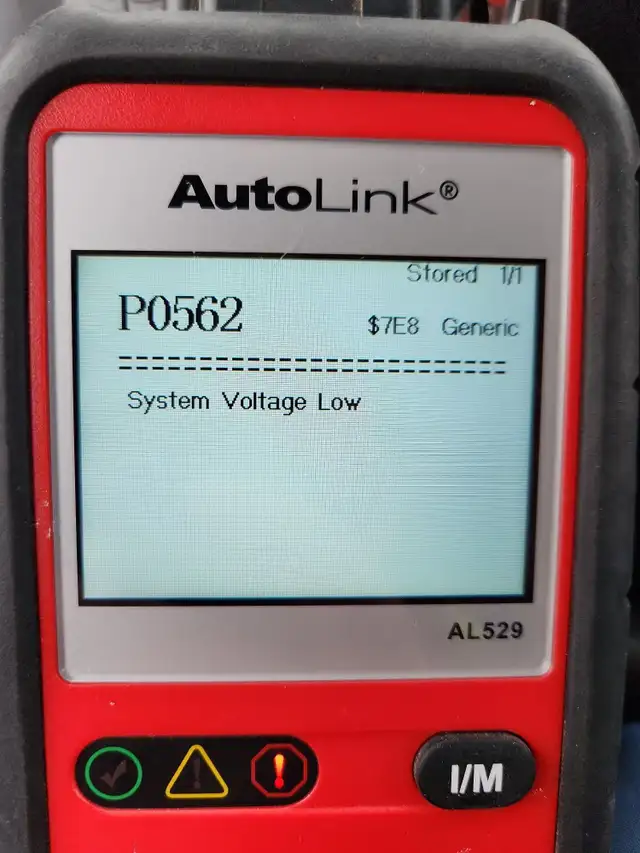 AutoLink®
Stored 1/1
P0562
$7E8 Generic
System Voltage Low
AL529
I/M